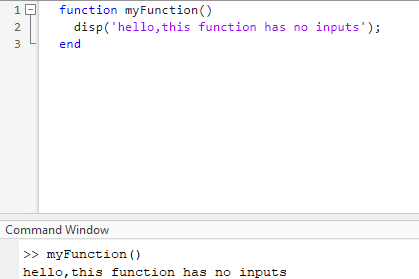 1 function myFunction()
2 disp('hello,this function has no inputs');
3 end
Command Window
>> myFunction()
hello,this function has no inputs